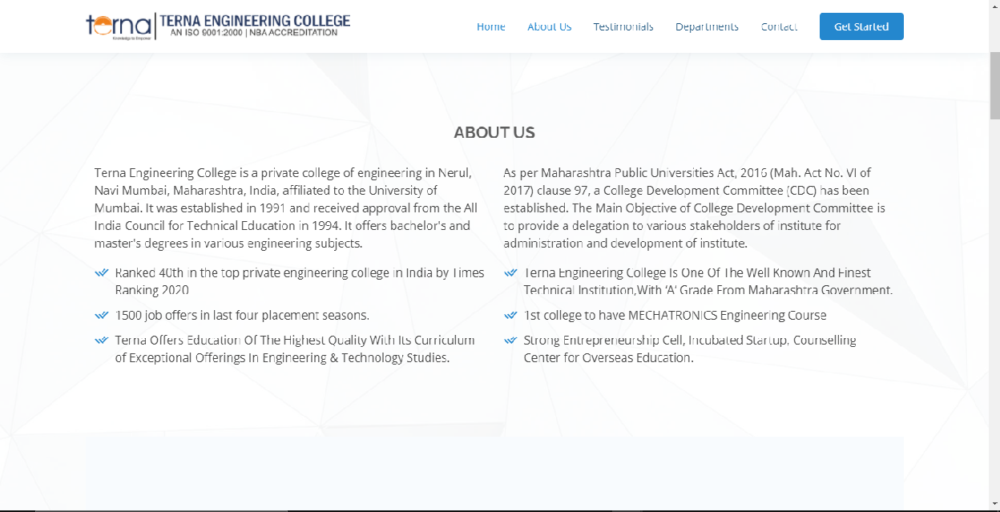 terna
Knowledge to Empower
TERNA ENGINEERING COLLEGE
AN ISO 9001:2000 | NBA ACCREDITATION
Home About Us Testimonials Departments Contact Get Started
ABOUT US
Terna Engineering College is a private college of engineering in Nerul,
Navi Mumbai, Maharashtra, India, affiliated to the University of
Mumbai. It was established in 1991 and received approval from the All
India Council for Technical Education in 1994. It offers bachelor's and
master's degrees in various engineering subjects.
Ranked 40th in the top private engineering college in India by Times
Ranking 2020
1500 job offers in last four placement seasons.
Terna Offers Education Of The Highest Quality With Its Curriculum
of Exceptional Offerings In Engineering & Technology Studies.
As per Maharashtra Public Universities Act, 2016 (Mah. Act No. VI of
2017) clause 97, a College Development Committee (CDC) has been
established. The Main Objective of College Development Committee is
to provide a delegation to various stakeholders of institute for
administration and development of institute.
Terna Engineering College Is One Of The Well Known And Finest
Technical Institution,With ‘A’ Grade From Maharashtra Government.
1st college to have MECHATRONICS Engineering Course
Strong Entrepreneurship Cell, Incubated Startup, Counselling
Center for Overseas Education.